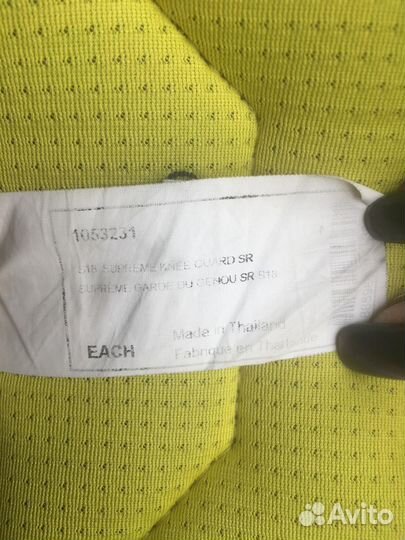 1053231
S18 SUPREME KNEE GUARD SR
SUPREME GARDE DU GENOU SR S18
EACH
Made in Thailand
Fabriqué en Thaïlande
Avito